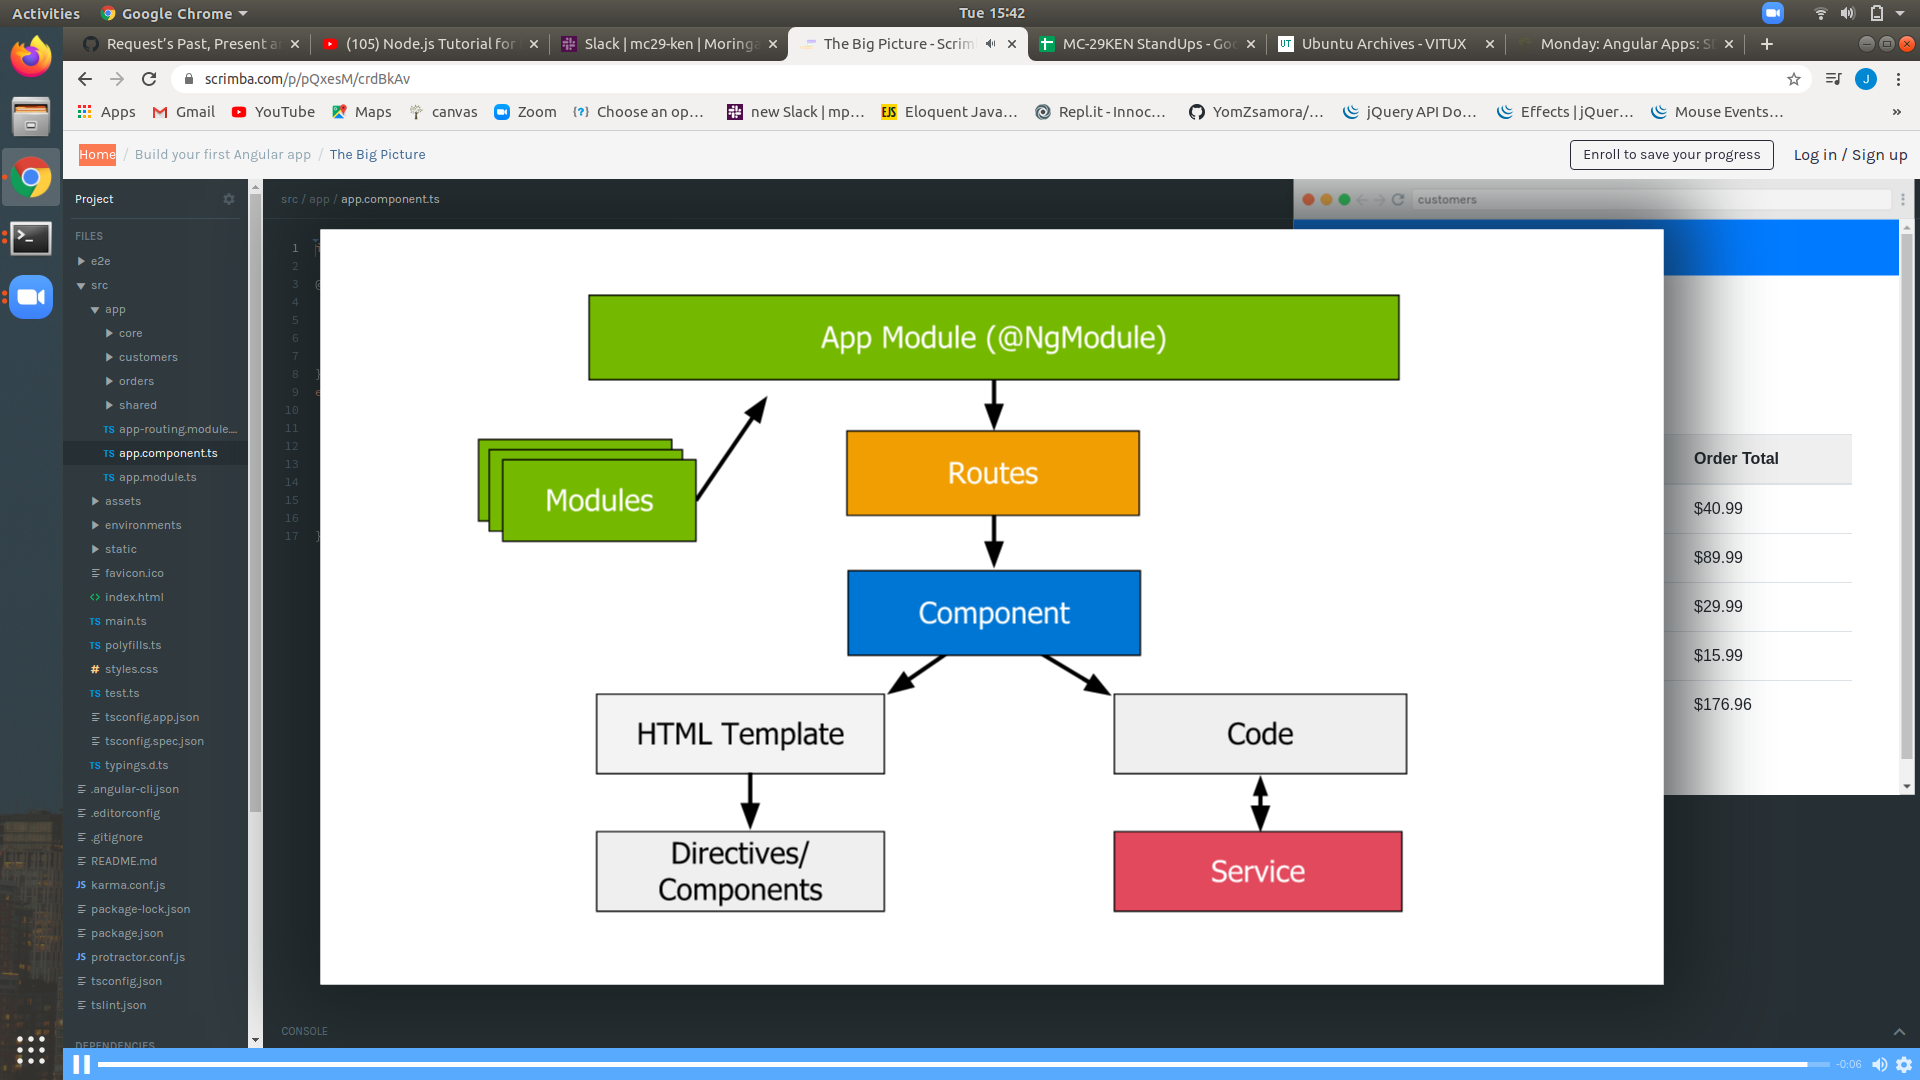 Activities
Google Chrome
Tue 15:42
Request's Past, Present a
(105) Node.js Tutorial for
Slack | mc29-ken | Moringa
The Big Picture - Scrim
MC-29KEN StandUps - Goo
Ubuntu Archives - VITUX
Monday: Angular Apps: S
scrimba.com/p/pQxesM/crdBkAv
J
Apps
Gmail
YouTube
Maps
canvas
Zoom
Choose an op...
new Slack | mp...
Eloquent Java...
Repl.it - Innoc...
YomZsamora/...
jQuery API Do...
Effects | jQuer...
Mouse Events...
»
Home / Build your first Angular app / The Big Picture
Enroll to save your progress
Log in / Sign up
Project
FILES
e2e
src
app
core
customers
orders
shared
TS app-routing.module....
TS app.component.ts
TS app.module.ts
assets
environments
static
favicon.ico
<> index.html
TS main.ts
TS polyfills.ts
# styles.css
TS test.ts
tsconfig.app.json
tsconfig.spec.json
TS typings.d.ts
.angular-cli.json
.editorconfig
.gitignore
README.md
JS karma.conf.js
package-lock.json
package.json
JS protractor.conf.js
tsconfig.json
tslint.json
DEPENDENCIES
src / app / app.component.ts
1
2
3
4
5
6
7
8
9
10
11
12
13
14
15
16
17
App Module (@NgModule)
Modules
Routes
Component
HTML Template
Code
Directives/
Components
Service
customers
Order Total
$40.99
$89.99
$29.99
$15.99
$176.96
CONSOLE
-0:06